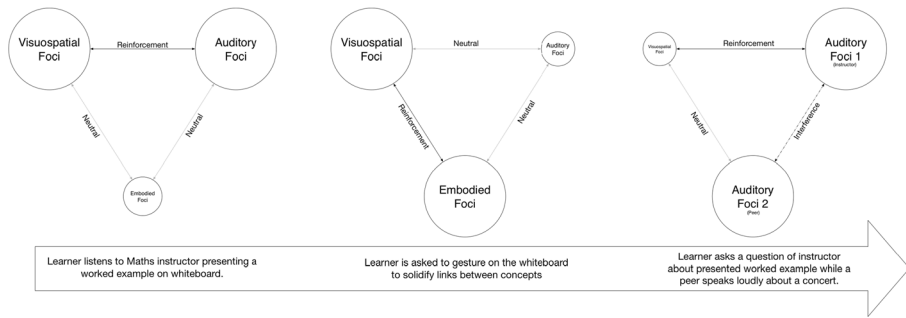 Visuospatial
Foci
Reinforcement
Auditory
Foci
Neutral
Neutral
Embodied
Foci
Visuospatial
Foci
Neutral
Auditory
Foci
Reinforcement
Neutral
Embodied
Foci
Visuospatial
Foci
Reinforcement
Auditory
Foci 1
(Instructor)
Neutral
Interference
Auditory
Foci 2
(Peer)
Learner listens to Maths instructor presenting a
worked example on whiteboard.
Learner is asked to gesture on the whiteboard
to solidify links between concepts
Learner asks a question of instructor
about presented worked example while a
peer speaks loudly about a concert.